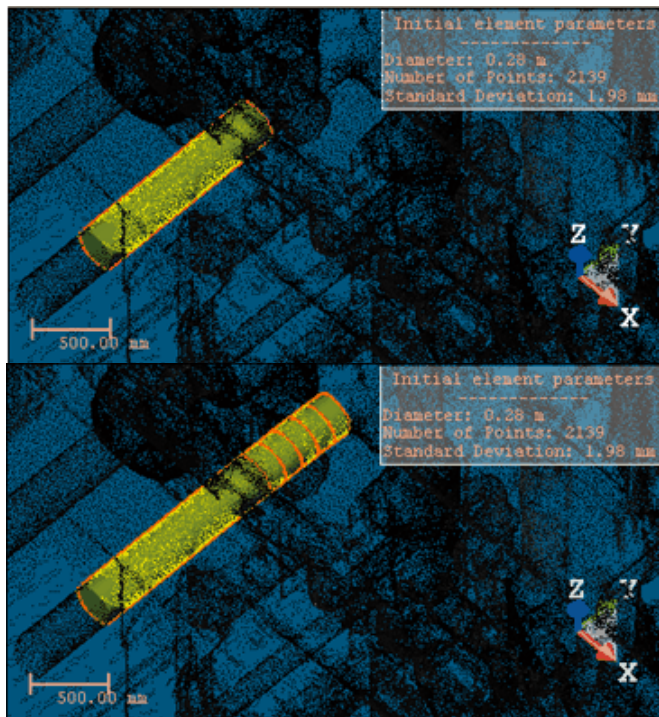 Initial element parameters
--------------
Diameter: 0.28 m
Number of Points: 2139
Standard Deviation: 1.98 mm
Z
Y
X
500.00 mm
Initial element parameters
--------------
Diameter: 0.28 m
Number of Points: 2139
Standard Deviation: 1.98 mm
Z
Y
X
500.00 mm